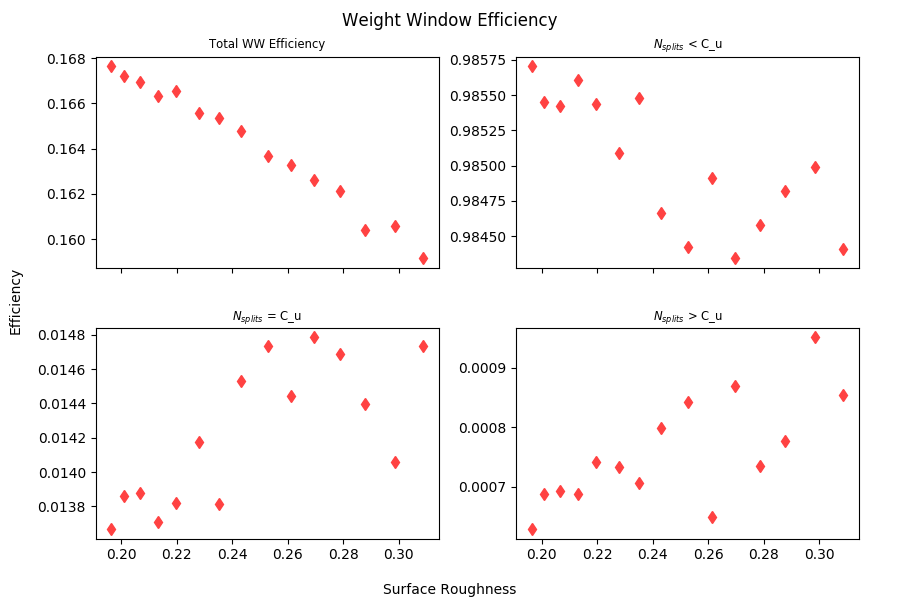 Weight Window Efficiency
Total WW Efficiency
0.168
0.166
0.164
0.162
0.160
N_splits < C_u
0.98575
0.98550
0.98525
0.98500
0.98475
0.98450
Efficiency
N_splits = C_u
0.0148
0.0146
0.0144
0.0142
0.0140
0.0138
0.20 0.22 0.24 0.26 0.28 0.30
N_splits > C_u
0.0009
0.0008
0.0007
0.20 0.22 0.24 0.26 0.28 0.30
Surface Roughness